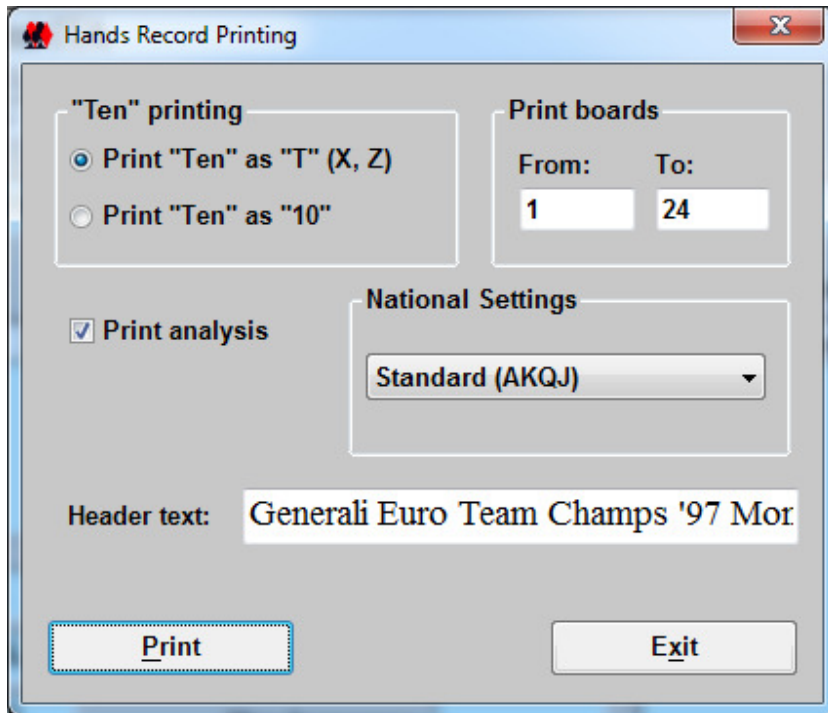 Hands Record Printing
"Ten" printing
Print "Ten" as "T" (X, Z)
Print "Ten" as "10"
Print boards
From: To:
1 24
Print analysis
National Settings
Standard (AKQJ)
Header text: Generali Euro Team Champs '97 Mor
Print Exit